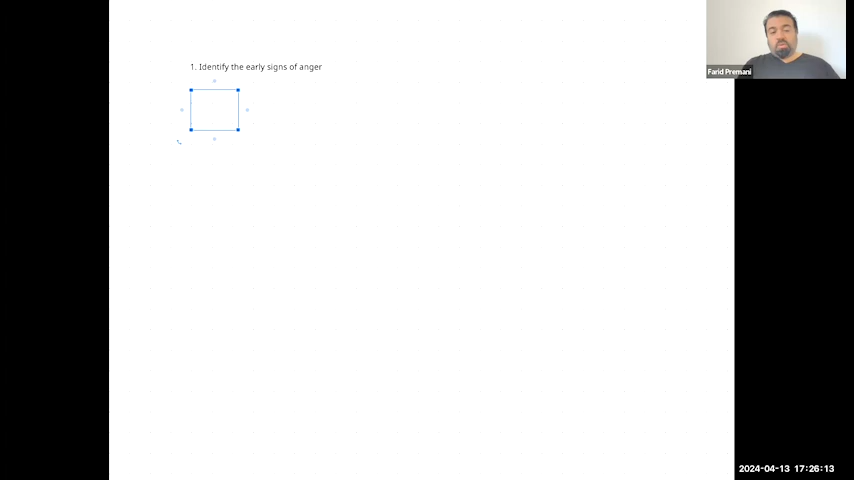 1. Identify the early signs of anger
Farid Premani
2024-04-13 17:26:13